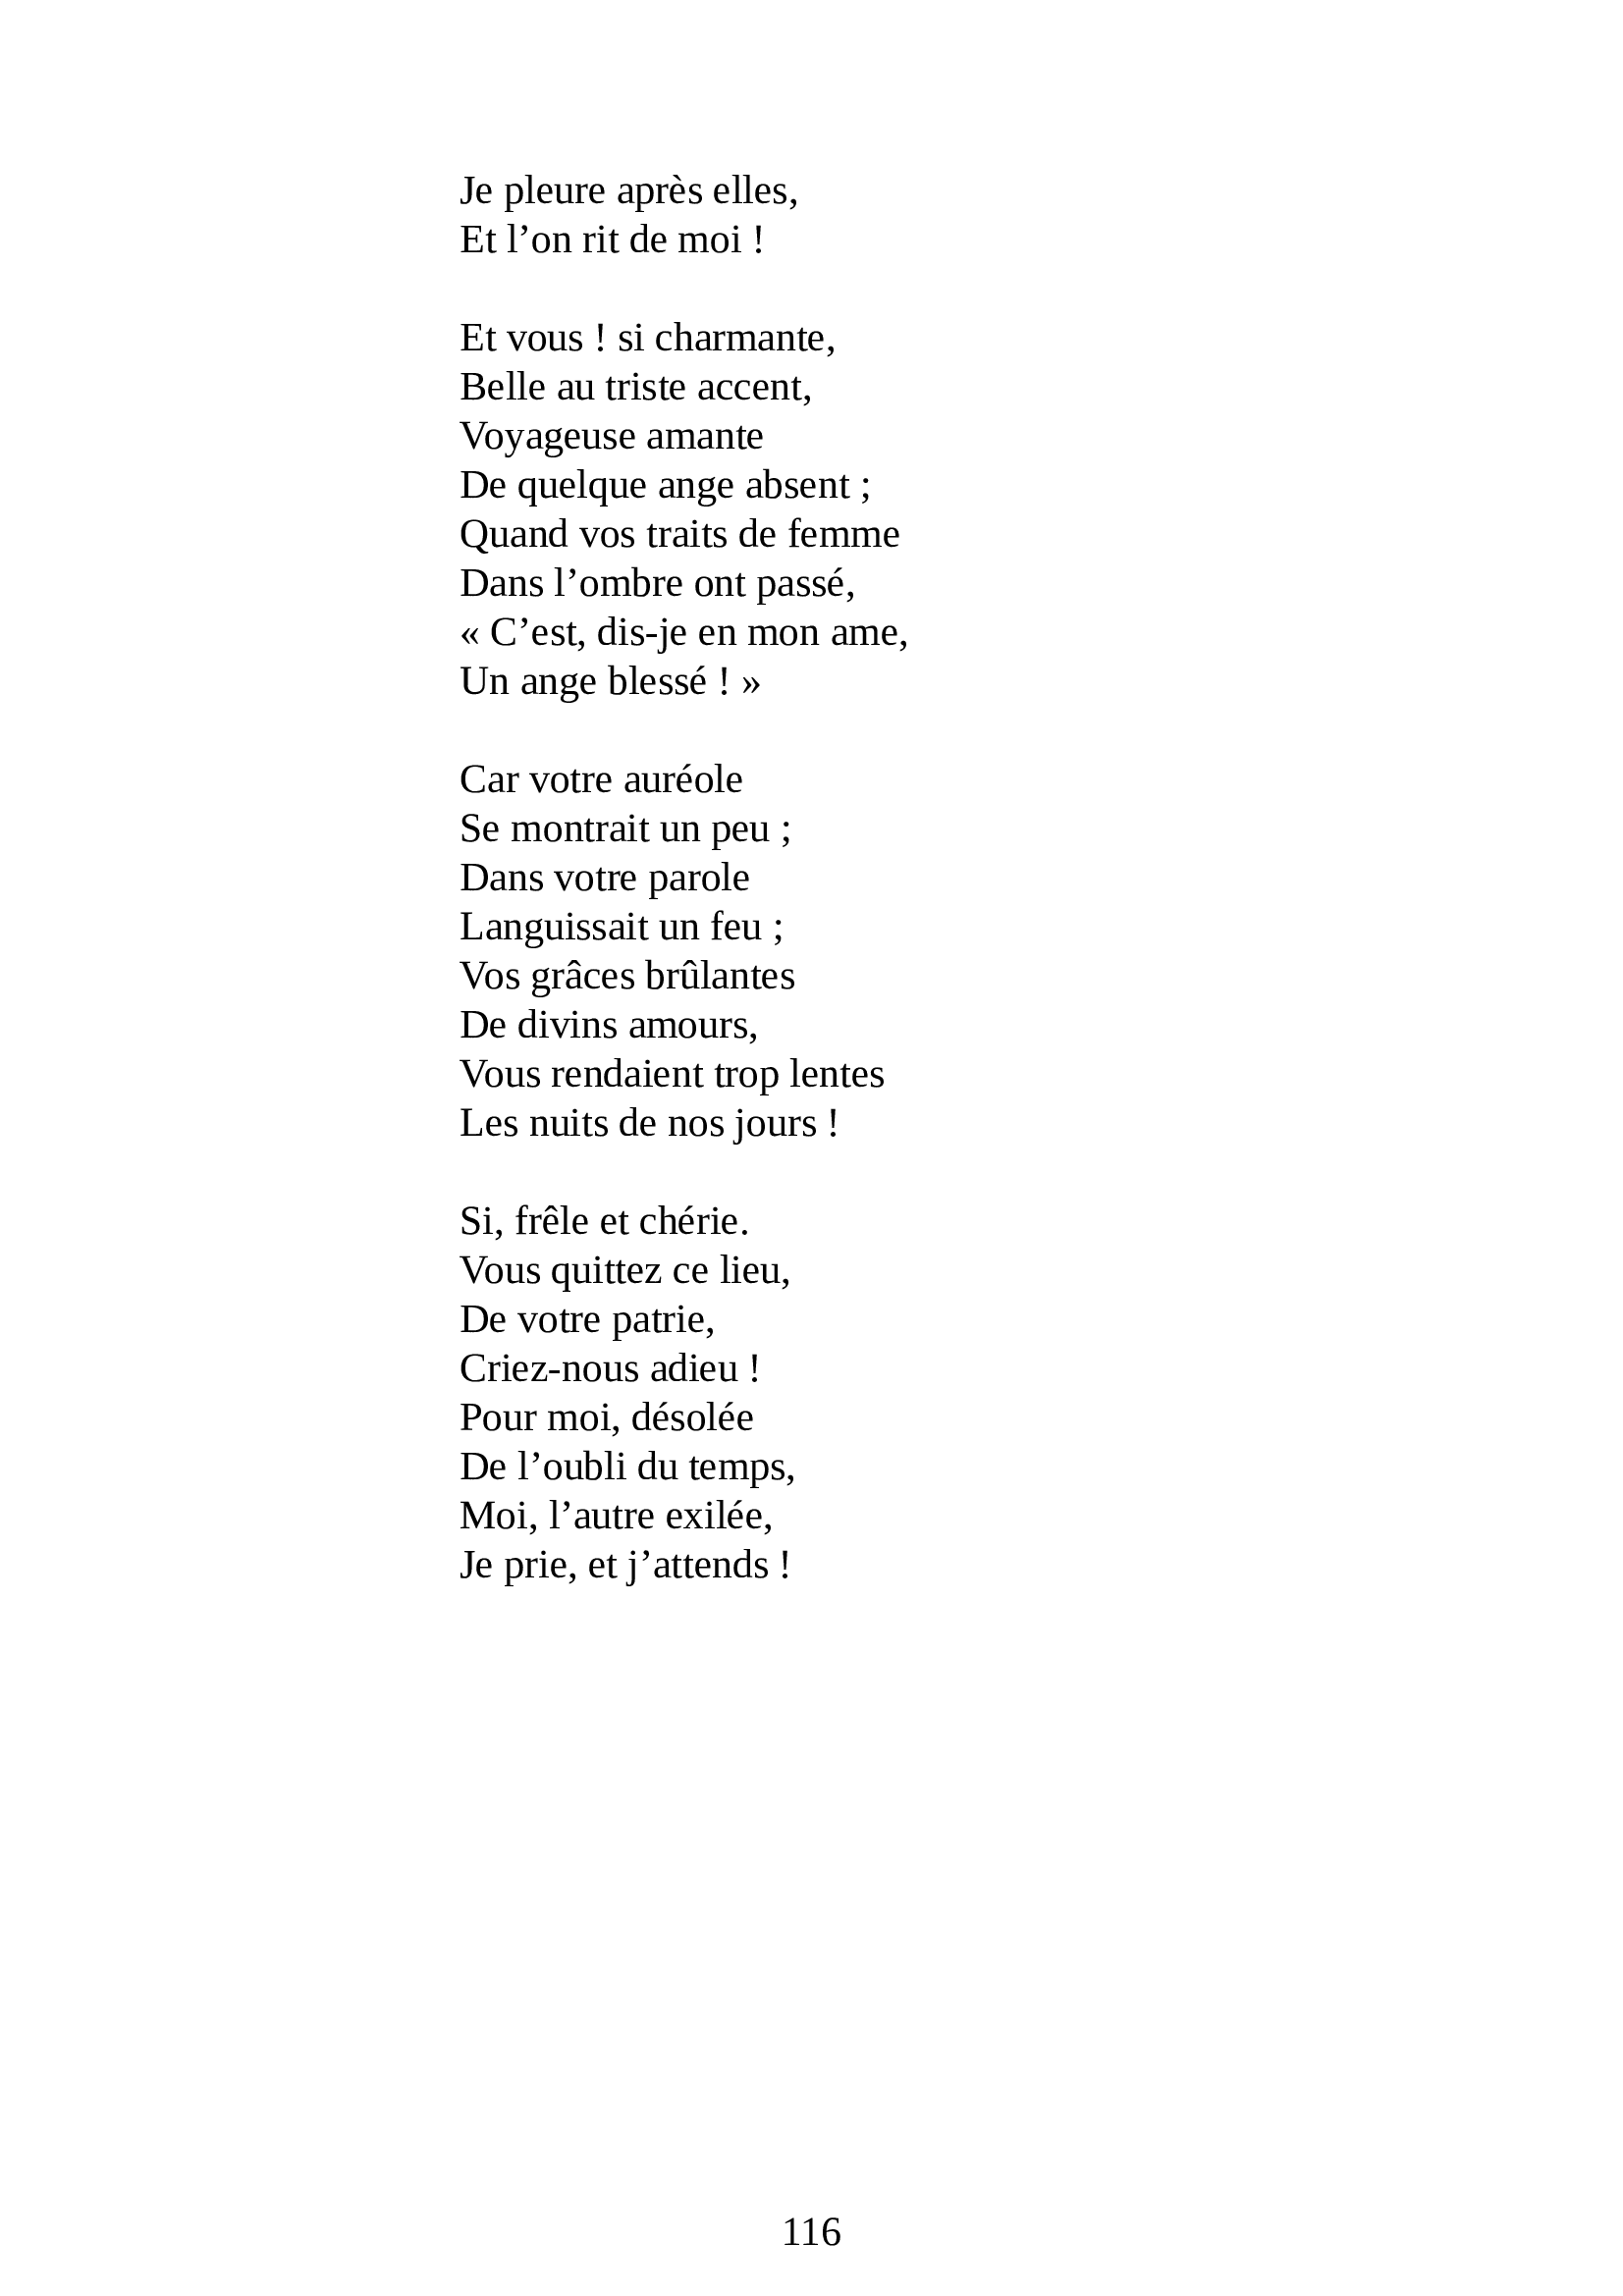 Je pleure après elles,
Et l’on rit de moi !

Et vous ! si charmante,
Belle au triste accent,
Voyageuse amante
De quelque ange absent ;
Quand vos traits de femme
Dans l’ombre ont passé,
« C’est, dis-je en mon ame,
Un ange blessé ! »

Car votre auréole
Se montrait un peu ;
Dans votre parole
Languissait un feu ;
Vos grâces brûlantes
De divins amours,
Vous rendaient trop lentes
Les nuits de nos jours !

Si, frêle et chérie.
Vous quittez ce lieu,
De votre patrie,
Criez-nous adieu !
Pour moi, désolée
De l’oubli du temps,
Moi, l’autre exilée,
Je prie, et j’attends !

116